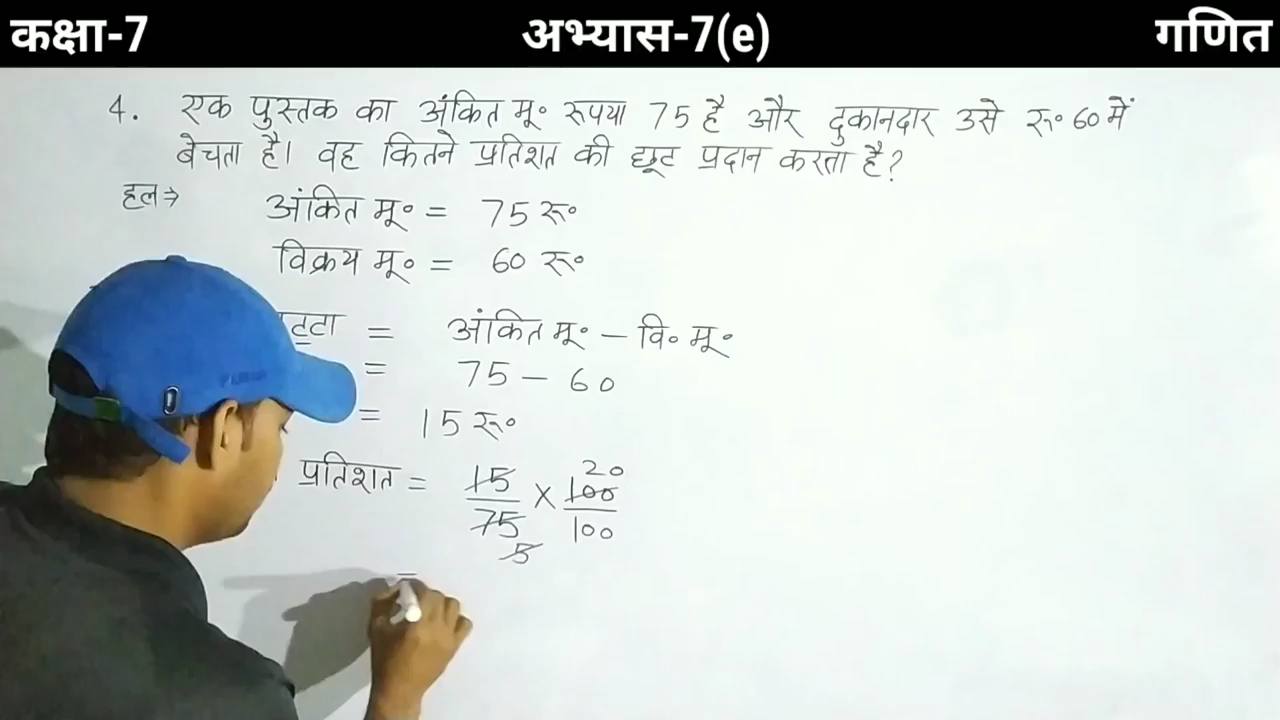 कक्षा-7 अभ्यास-7(e) गणित
4. एक पुस्तक का अंकित मू० रूपया 75 है और दुकानदार उसे रू० 60 में
बेचता है। वह कितने प्रतिशत की छूट प्रदान करता है?
हल→
अंकित मू० = 75 रू०
विक्रय मू० = 60 रू०
= अंकित मू० – वि० मू०
= 75 – 60
= 15 रू०
प्रतिशत = 15/75 × 100/100
20
5
=